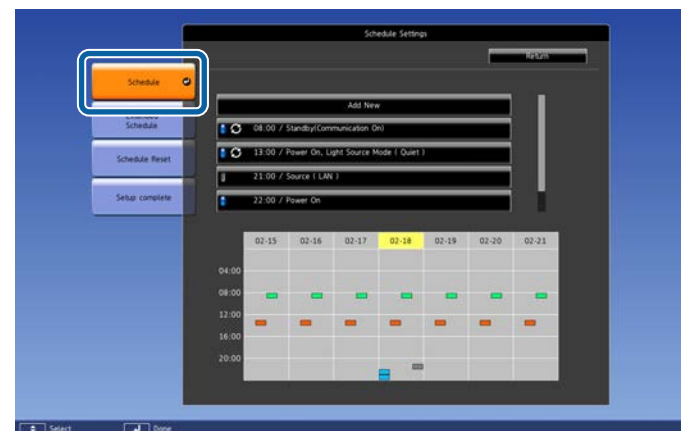 Schedule Settings
Return
Schedule
Schedule
Schedule Reset
Setup complete
Add New
08:00 / Standby(Communication On)
13:00 / Power On, Light Source Mode ( Quiet )
21:00 / Source ( LAN )
22:00 / Power On
02-15 02-16 02-17 02-18 02-19 02-20 02-21
04:00
08:00
12:00
16:00
20:00
Select Done